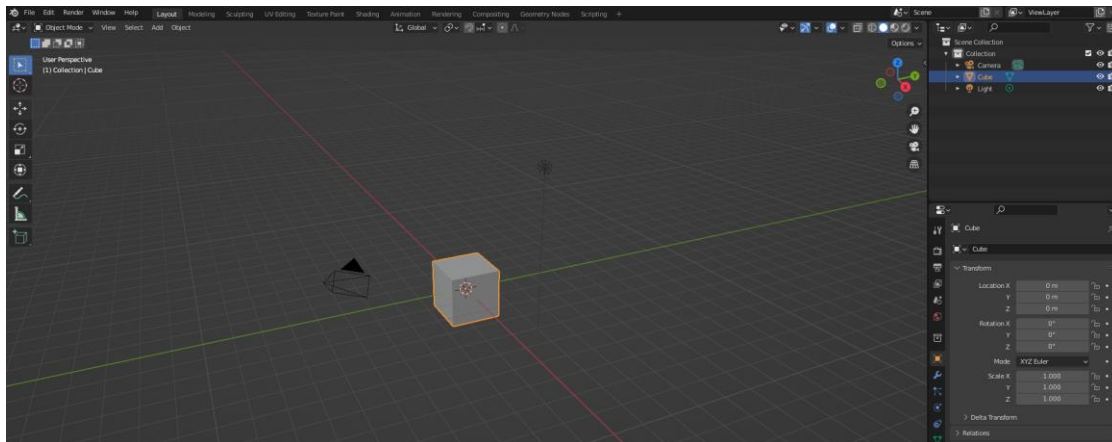 File Edit Render Window Help Layout Modeling Sculpting UV Editing Texture Paint Shading Animation Rendering Compositing Geometry Nodes Scripting + Scene ViewLayer
Object Mode View Select Add Object Global
Options
User Perspective
(1) Collection | Cube
Z
Y
X
Scene Collection
Collection
Camera
Cube
Light
Cube
Cube
Transform
Location X 0 m
Y 0 m
Z 0 m
Rotation X 0°
Y 0°
Z 0°
Mode XYZ Euler
Scale X 1.000
Y 1.000
Z 1.000
Delta Transform
Relations